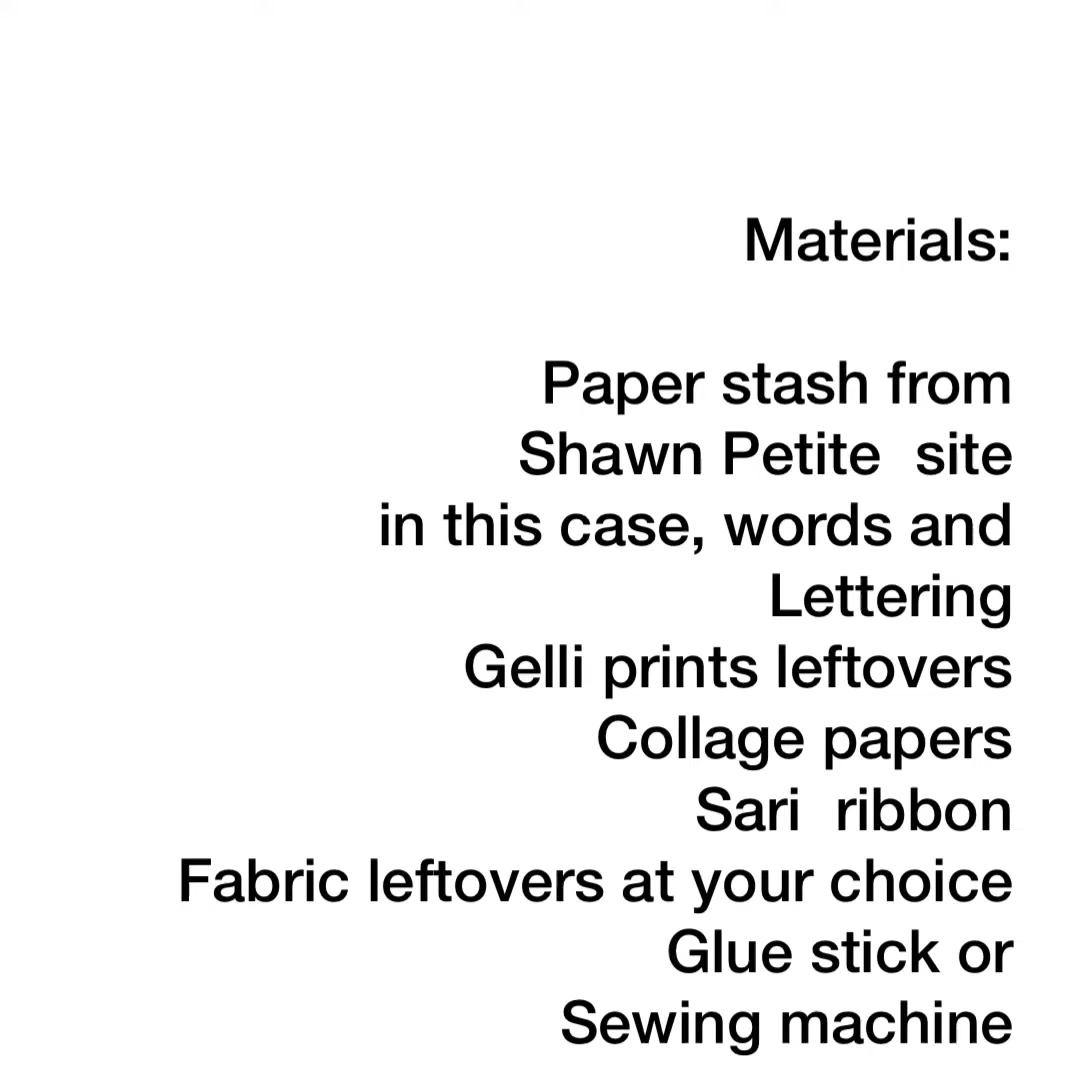 Materials:
Paper stash from
Shawn Petite  site
in this case, words and
Lettering
Gelli prints leftovers
Collage papers
Sari  ribbon
Fabric leftovers at your choice
Glue stick or
Sewing machine